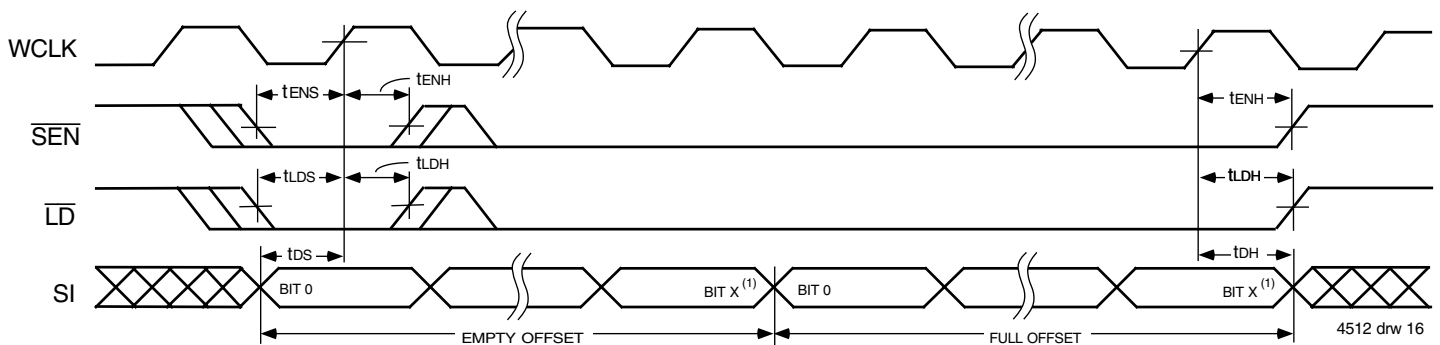 WCLK
tENS
tENH
tENH
SEN
tLDS
tLDH
tLDH
LD
tDS
tDH
SI
BIT 0
BIT X (1)
BIT 0
BIT X (1)
EMPTY OFFSET
FULL OFFSET
4512 drw 16